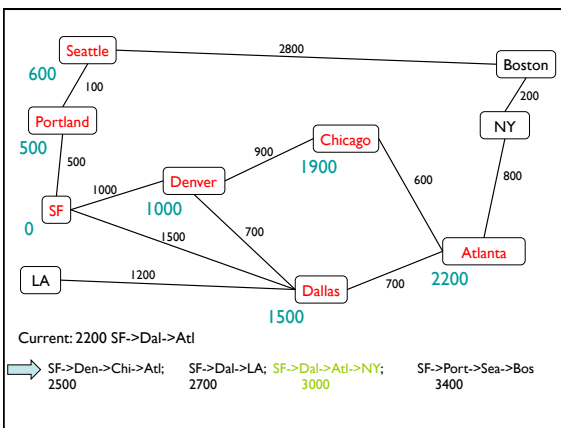 2800
Seattle
Boston
600
100
200
Portland
NY
500
Chicago
900
500
1900
800
Denver
1000
600
1000
SF
700
0
1500
Atlanta
LA
1200
2200
Dallas
700
1500
Current: 2200 SF->Dal->Atl
SF->Den->Chi->Atl; SF->Dal->LA; SF->Dal->Atl->NY; SF->Port->Sea->Bos
2500 2700 3000 3400